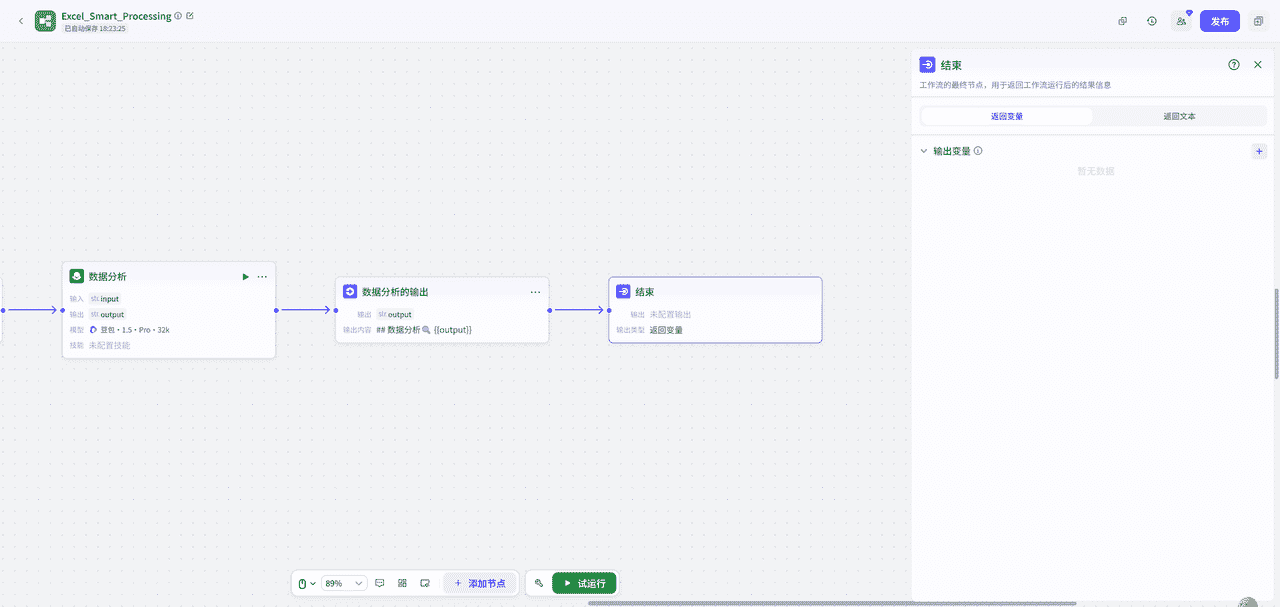 Excel_Smart_Processing
已自动保存 18:23:25
发布
结束
工作流的最终节点，用于返回工作流运行后的结果信息
返回变量
返回文本
输出变量
暂无数据
数据分析
输入 str. input
输出 str. output
模型 豆包·1.5·Pro·32k
技能 未配置技能
数据分析的输出
输出 str. output
输出内容 ## 数据分析🔍 {{output}}
结束
输出 未配置输出
输出类型 返回变量
89%
添加节点
试运行